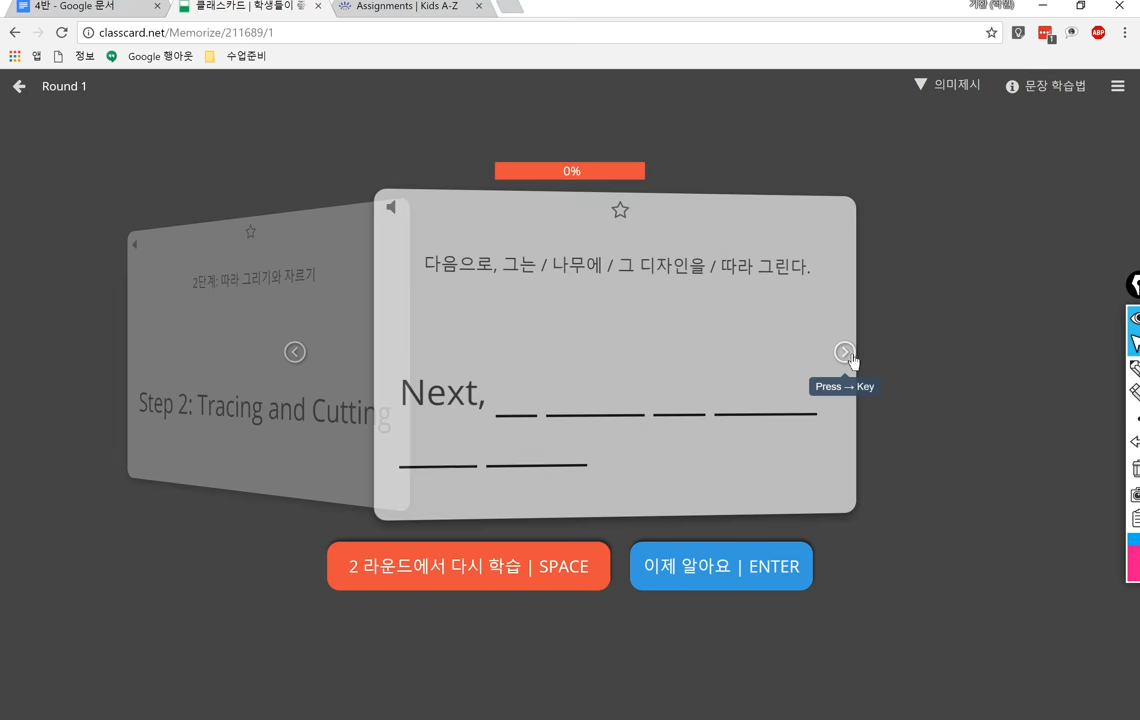 4반 - Google 문서
클래스카드 | 학생들이 좋
Assignments | Kids A-Z
classcard.net/Memorize/211689/1
앱 정보 Google 행아웃 수업준비
1
ABP
Round 1
의미제시 문장 학습법
0%
2단계: 따라 그리기와 자르기
Step 2: Tracing and Cutting
다음으로, 그는 / 나무에 / 그 디자인을 / 따라 그린다.
Next,
Press → Key
2 라운드에서 다시 학습 | SPACE
이제 알아요 | ENTER